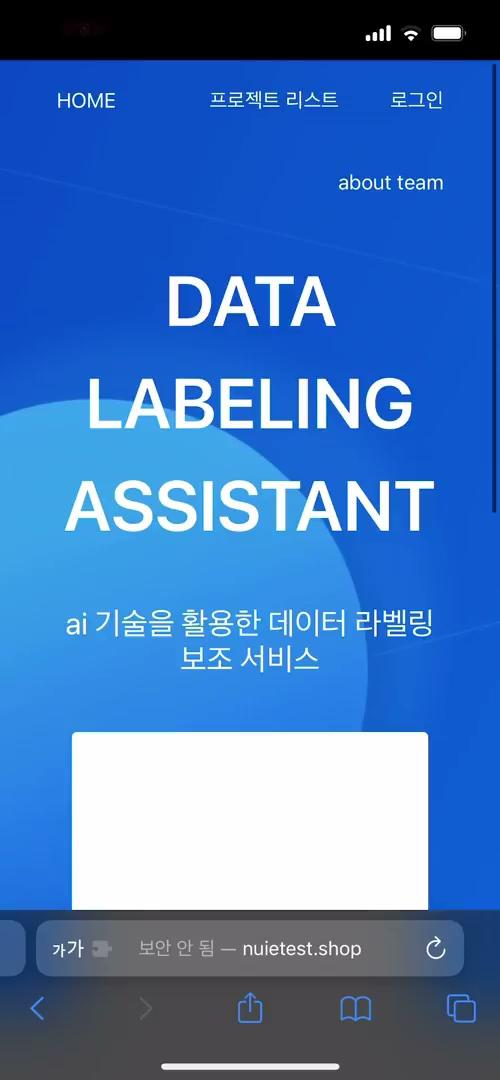 HOME 프로젝트 리스트 로그인
about team
DATA
LABELING
ASSISTANT
ai 기술을 활용한 데이터 라벨링
보조 서비스
가가 보안 안 됨 — nuietest.shop